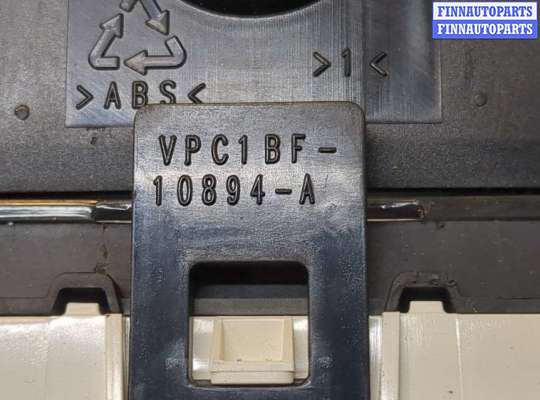 FINNAUTOPARTS
FINNAUTOPARTS
>ABS<
>1<
VPC1BF-
10894-A